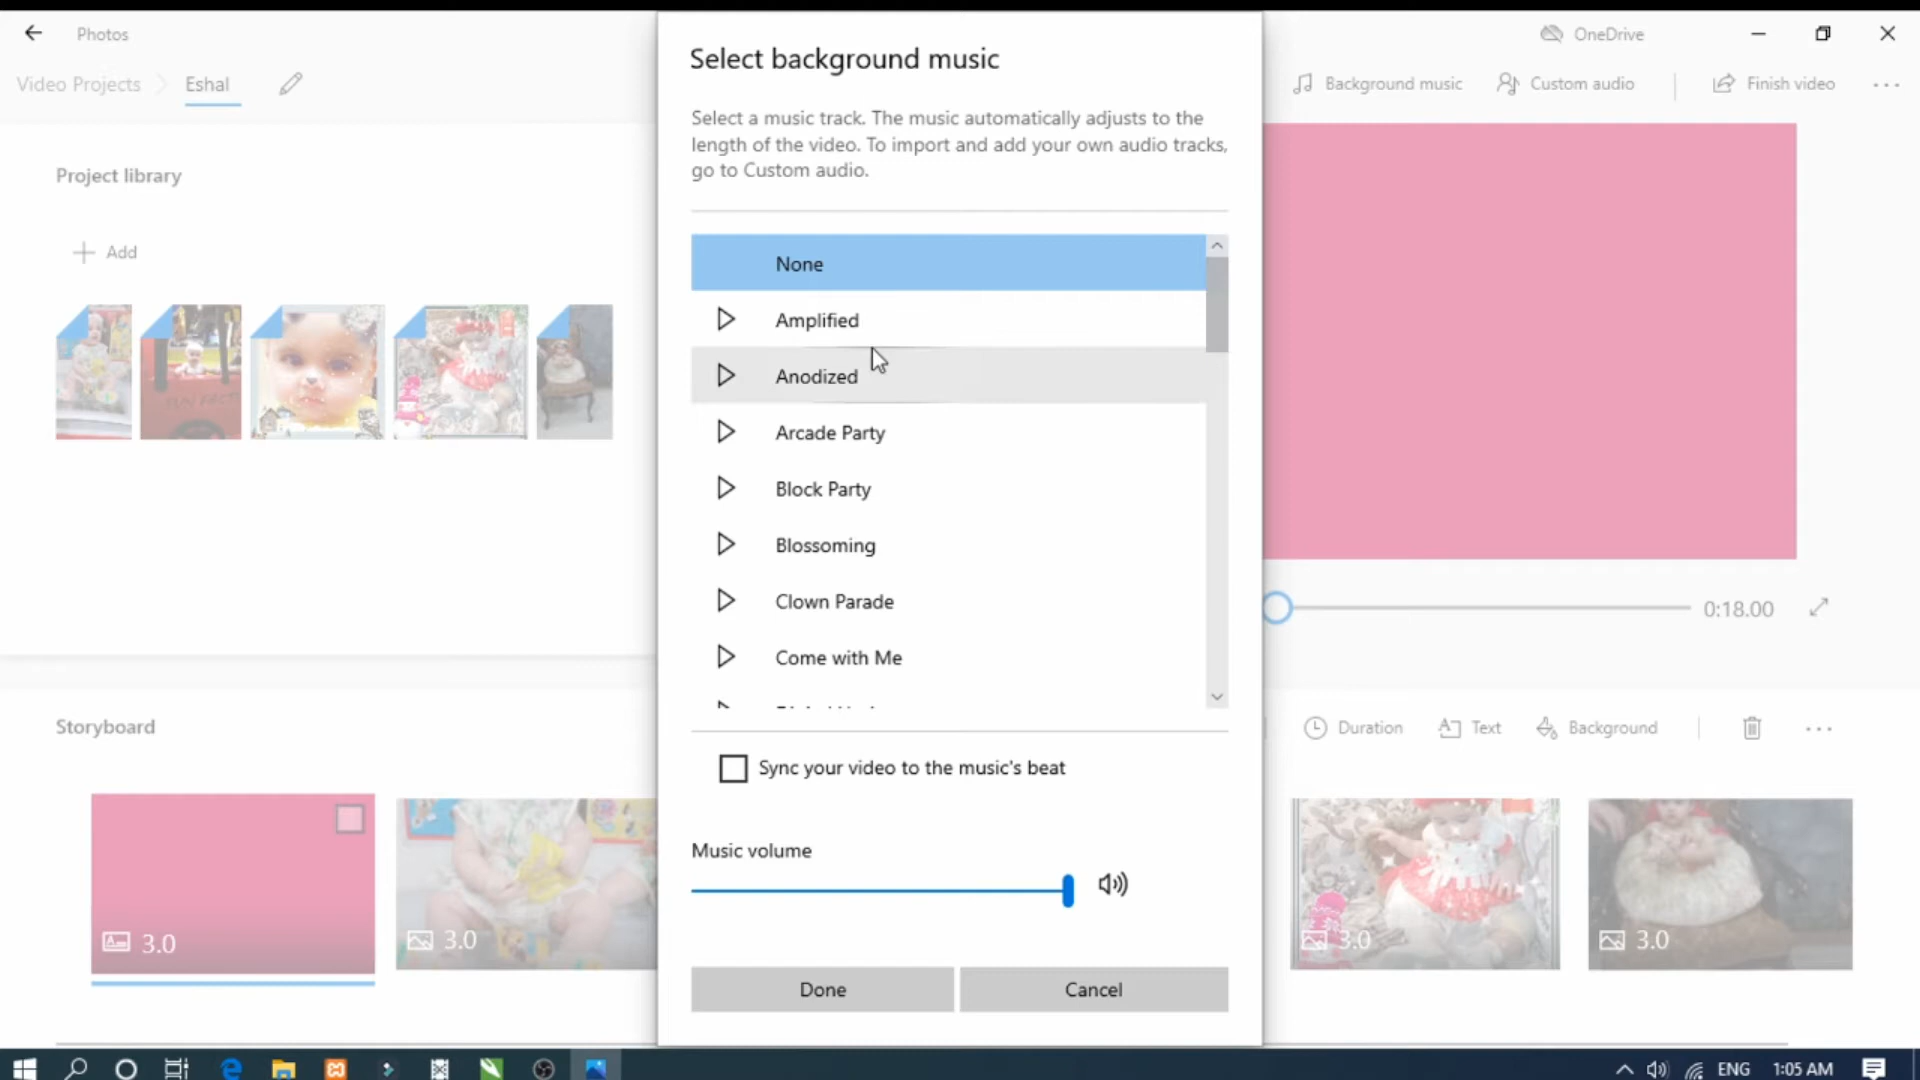 Photos
OneDrive
Video Projects
Eshal
Background music
Custom audio
Finish video
Select background music
Select a music track. The music automatically adjusts to the
length of the video. To import and add your own audio tracks,
go to Custom audio.
Project library
Add
None
Amplified
Anodized
Arcade Party
Block Party
Blossoming
Clown Parade
Come with Me
FUN FACT
0:18.00
Storyboard
Duration
Text
Background
Sync your video to the music's beat
Music volume
3.0
3.0
3.0
3.0
Done
Cancel
ENG
1:05 AM